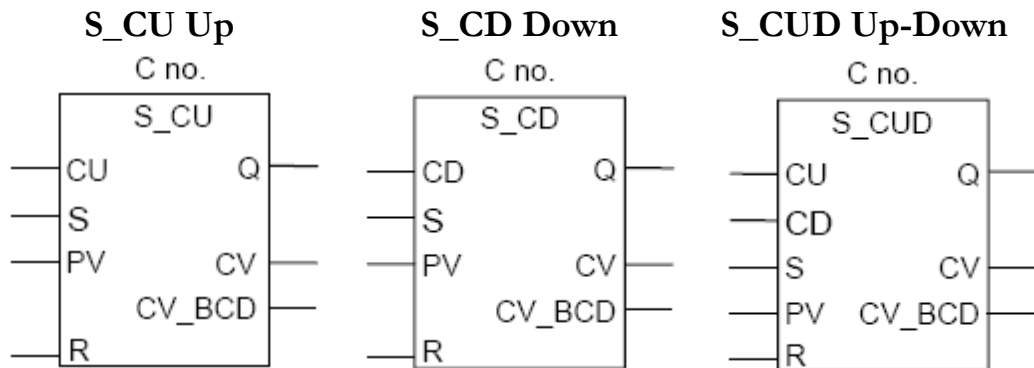 S_CU Up
C no.
S_CU
CU Q
S
PV CV
CV_BCD
R
S_CD Down
C no.
S_CD
CD Q
S
PV CV
CV_BCD
R
S_CUD Up-Down
C no.
S_CUD
CU Q
CD
S CV
PV CV_BCD
R